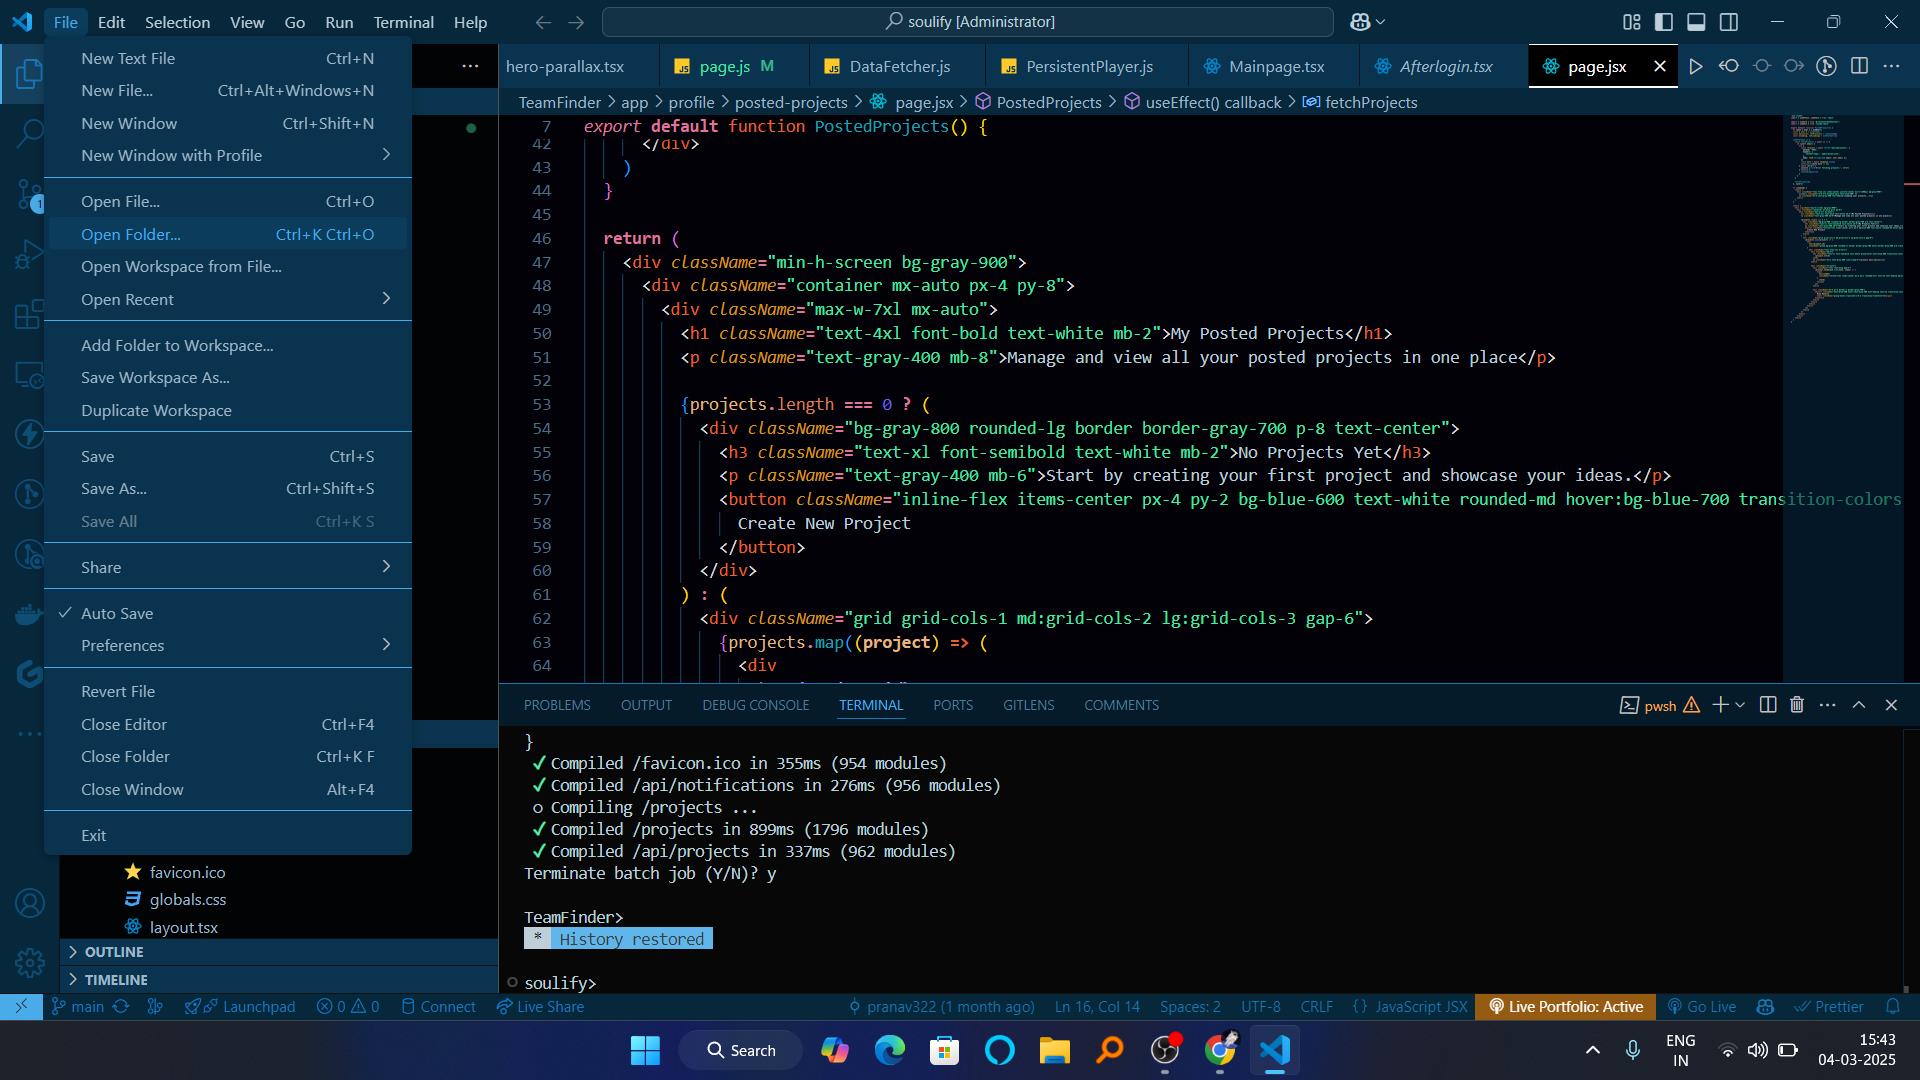 File Edit Selection View Go Run Terminal Help
soulify [Administrator]
New Text File Ctrl+N
New File... Ctrl+Alt+Windows+N
New Window Ctrl+Shift+N
New Window with Profile
Open File... Ctrl+O
Open Folder... Ctrl+K Ctrl+O
Open Workspace from File...
Open Recent
Add Folder to Workspace...
Save Workspace As...
Duplicate Workspace
Save Ctrl+S
Save As... Ctrl+Shift+S
Save All Ctrl+K S
Share
Auto Save
Preferences
Revert File
Close Editor Ctrl+F4
Close Folder Ctrl+K F
Close Window Alt+F4
Exit
1
favicon.ico
globals.css
layout.tsx
OUTLINE
TIMELINE
hero-parallax.tsx JS page.js M JS DataFetcher.js JS PersistentPlayer.js Mainpage.tsx Afterlogin.tsx page.jsx
TeamFinder > app > profile > posted-projects > page.jsx > PostedProjects > useEffect() callback > fetchProjects
7 export default function PostedProjects() {
42 </div>
43 )
44 }
45
46 return (
47 <div className="min-h-screen bg-gray-900">
48 <div className="container mx-auto px-4 py-8">
49 <div className="max-w-7xl mx-auto">
50 <h1 className="text-4xl font-bold text-white mb-2">My Posted Projects</h1>
51 <p className="text-gray-400 mb-8">Manage and view all your posted projects in one place</p>
52
53 {projects.length === 0 ? (
54 <div className="bg-gray-800 rounded-lg border border-gray-700 p-8 text-center">
55 <h3 className="text-xl font-semibold text-white mb-2">No Projects Yet</h3>
56 <p className="text-gray-400 mb-6">Start by creating your first project and showcase your ideas.</p>
57 <button className="inline-flex items-center px-4 py-2 bg-blue-600 text-white rounded-md hover:bg-blue-700 transition-colors
58 Create New Project
59 </button>
60 </div>
61 ) : (
62 <div className="grid grid-cols-1 md:grid-cols-2 lg:grid-cols-3 gap-6">
63 {projects.map((project) => (
64 <div
PROBLEMS OUTPUT DEBUG CONSOLE TERMINAL PORTS GITLENS COMMENTS
pwsh
}
✓ Compiled /favicon.ico in 355ms (954 modules)
✓ Compiled /api/notifications in 276ms (956 modules)
○ Compiling /projects ...
✓ Compiled /projects in 899ms (1796 modules)
✓ Compiled /api/projects in 337ms (962 modules)
Terminate batch job (Y/N)? y
TeamFinder>
* History restored
soulify>
main Launchpad 0 0 Connect Live Share pranav322 (1 month ago) Ln 16, Col 14 Spaces: 2 UTF-8 CRLF {} JavaScript JSX Live Portfolio: Active Go Live Prettier
Search
ENG
IN
15:43
04-03-2025